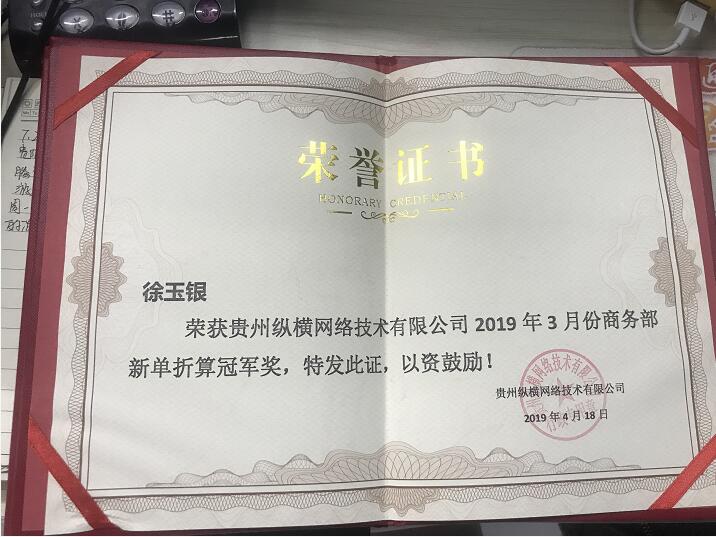 荣誉证书
HONORARY CREDENTIAL
徐玉银
荣获贵州纵横网络技术有限公司 2019 年 3 月份商务部
新单折算冠军奖，特发此证，以资鼓励！
贵州纵横网络技术有限公司
2019 年 4 月 18 日